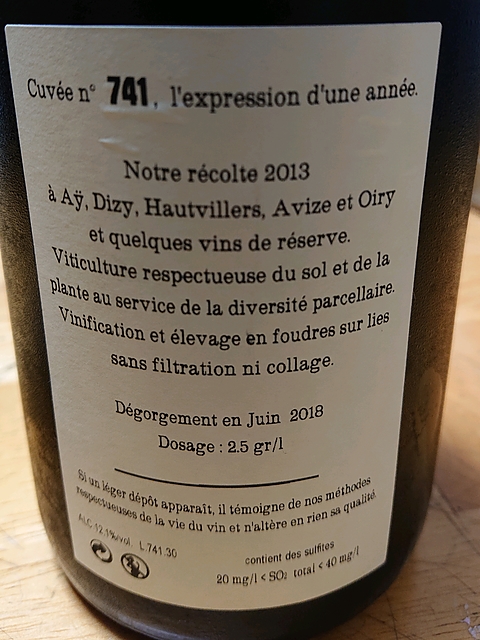 Cuvée n° 741, l'expression d'une année.
Notre récolte 2013
à Aÿ, Dizy, Hautvillers, Avize et Oiry
et quelques vins de réserve.
Viticulture respectueuse du sol et de la
plante au service de la diversité parcellaire.
Vinification et élevage en foudres sur lies
sans filtration ni collage.
Dégorgement en Juin 2018
Dosage : 2.5 gr/l
Si un léger dépôt apparaît, il témoigne de nos méthodes
respectueuses de la vie du vin et n'altère en rien sa qualité.
ALC 12,1%vol L.741.30
contient des sulfites
20 mg/l < SO₂ total < 40 mg/l